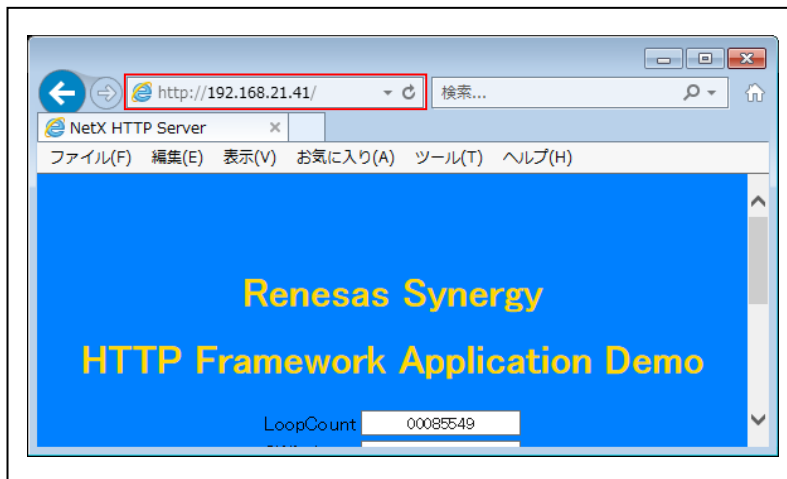 http://192.168.21.41/
検索...
NetX HTTP Server
ファイル(F) 編集(E) 表示(V) お気に入り(A) ツール(T) ヘルプ(H)
Renesas Synergy
HTTP Framework Application Demo
LoopCount 00085549